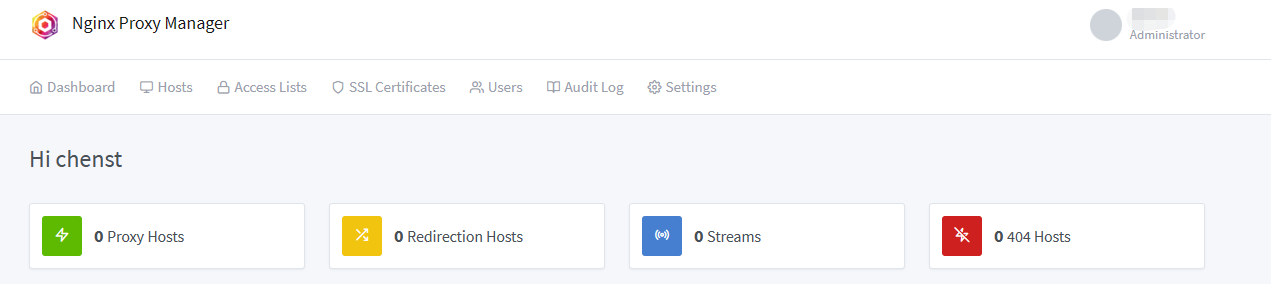 Nginx Proxy Manager
Administrator
Dashboard Hosts Access Lists SSL Certificates Users Audit Log Settings
Hi chenst
0 Proxy Hosts 0 Redirection Hosts 0 Streams 0 404 Hosts